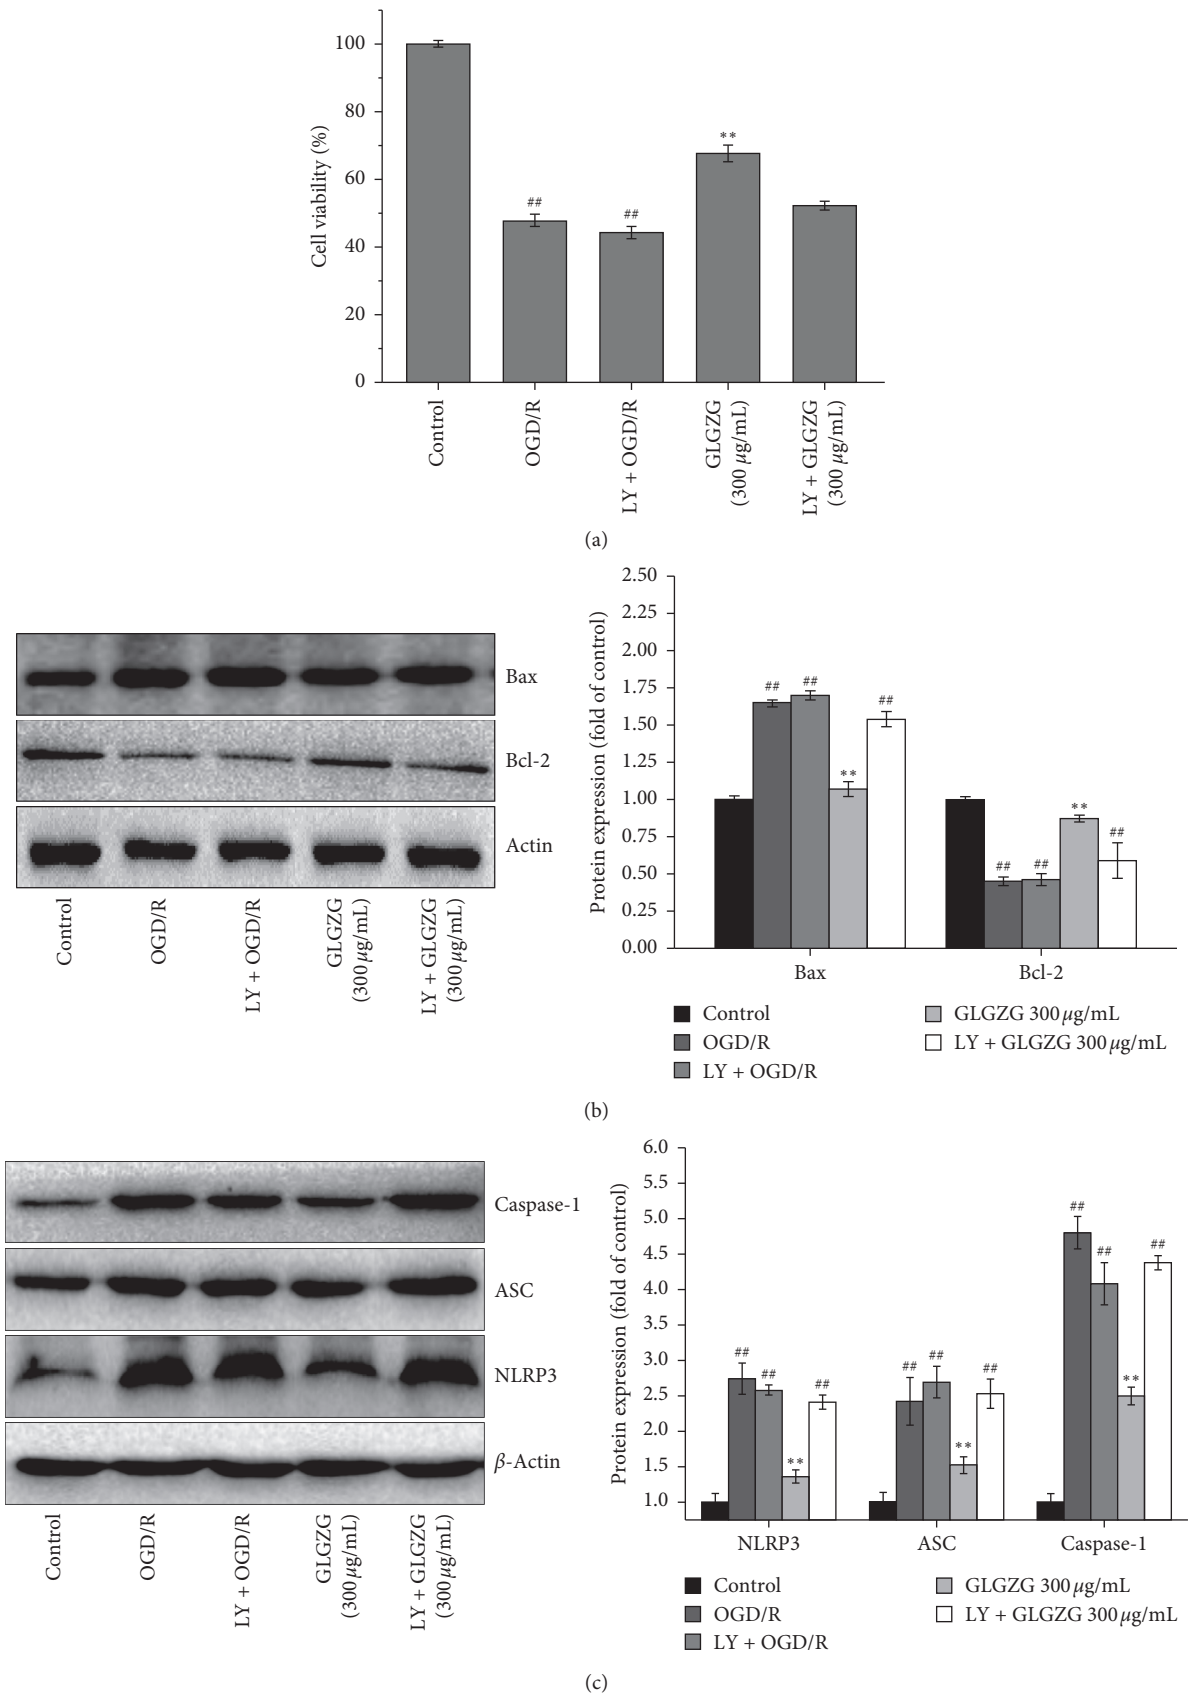 Cell viability (%)
100
80
60
40
20
0
##
##
**
Control
OGD/R
LY + OGD/R
GLGZG
(300 µg/mL)
LY + GLGZG
(300 µg/mL)
(a)
Bax
Bcl-2
Actin
Control
OGD/R
LY + OGD/R
GLGZG
(300 µg/mL)
LY + GLGZG
(300 µg/mL)
Protein expression (fold of control)
2.50
2.25
2.00
1.75
1.50
1.25
1.00
0.75
0.50
0.25
0.00
##
##
**
##
##
##
**
##
Bax
Bcl-2
Control
OGD/R
LY + OGD/R
GLGZG 300 µg/mL
LY + GLGZG 300 µg/mL
(b)
Caspase-1
ASC
NLRP3
β-Actin
Control
OGD/R
LY + OGD/R
GLGZG
(300 µg/mL)
LY + GLGZG
(300 µg/mL)
Protein expression (fold of control)
6.0
5.5
5.0
4.5
4.0
3.5
3.0
2.5
2.0
1.5
1.0
##
##
**
##
##
##
**
##
##
##
**
##
NLRP3
ASC
Caspase-1
Control
OGD/R
LY + OGD/R
GLGZG 300 µg/mL
LY + GLGZG 300 µg/mL
(c)